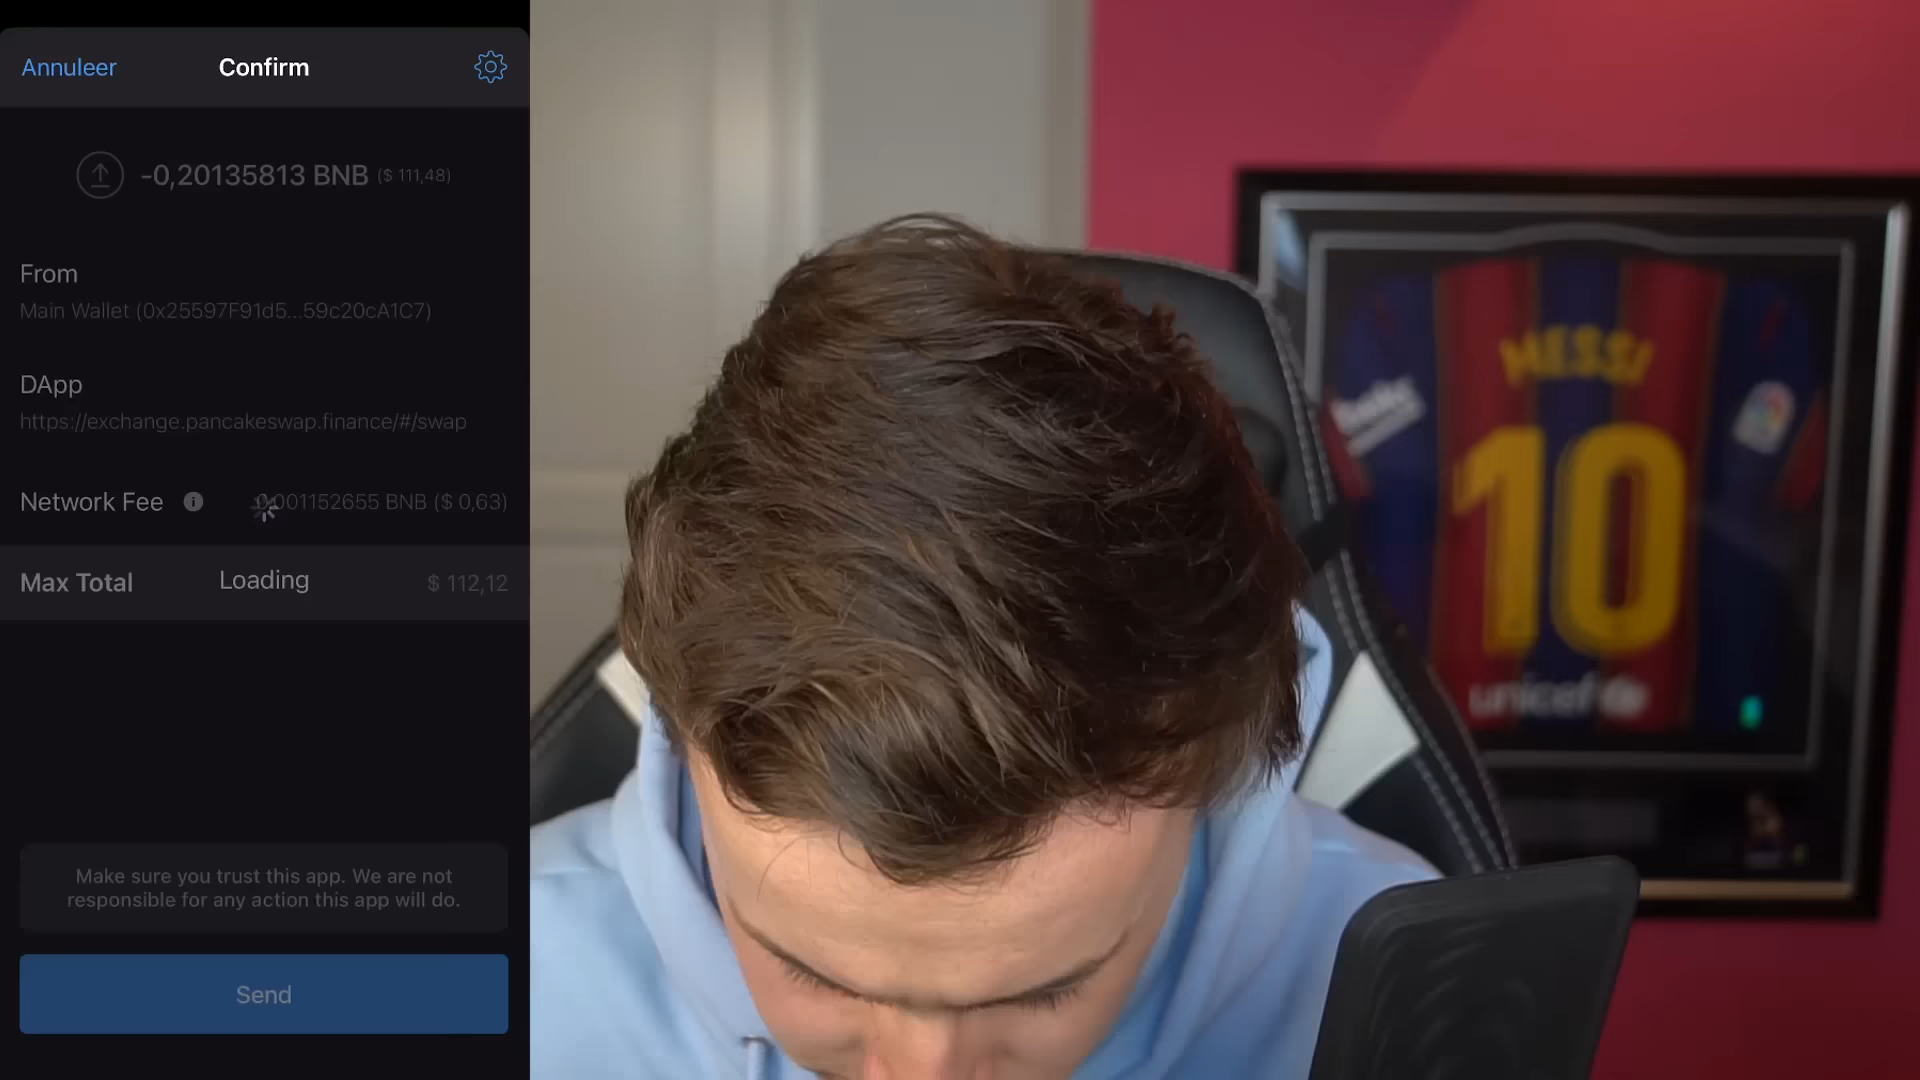 Annuleer
Confirm
-0,20135813 BNB ($ 111,48)
From
Main Wallet (0x25597F91d5...59c20cA1C7)
DApp
https://exchange.pancakeswap.finance/#/swap
Network Fee
0,001152655 BNB ($ 0,63)
Max Total
Loading
$ 112,12
Make sure you trust this app. We are not
responsible for any action this app will do.
Send
MESSI
10
unicef
Beko